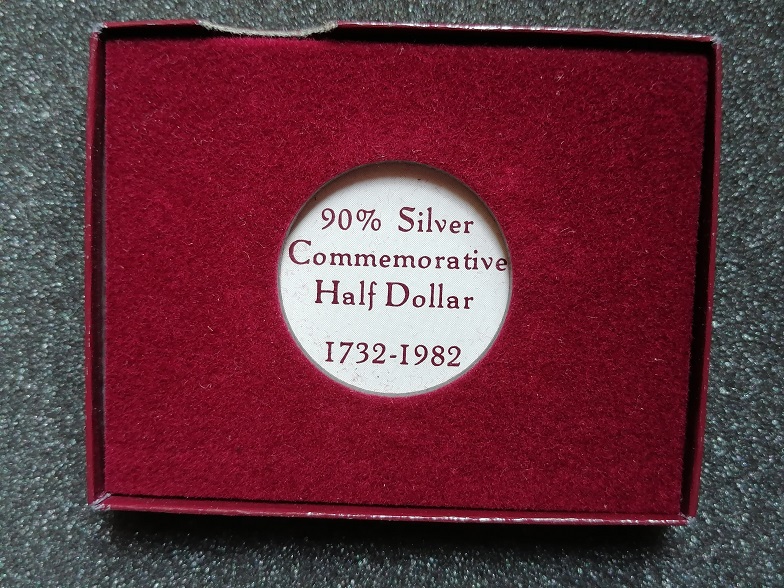 90% Silver
Commemorative
Half Dollar
1732-1982